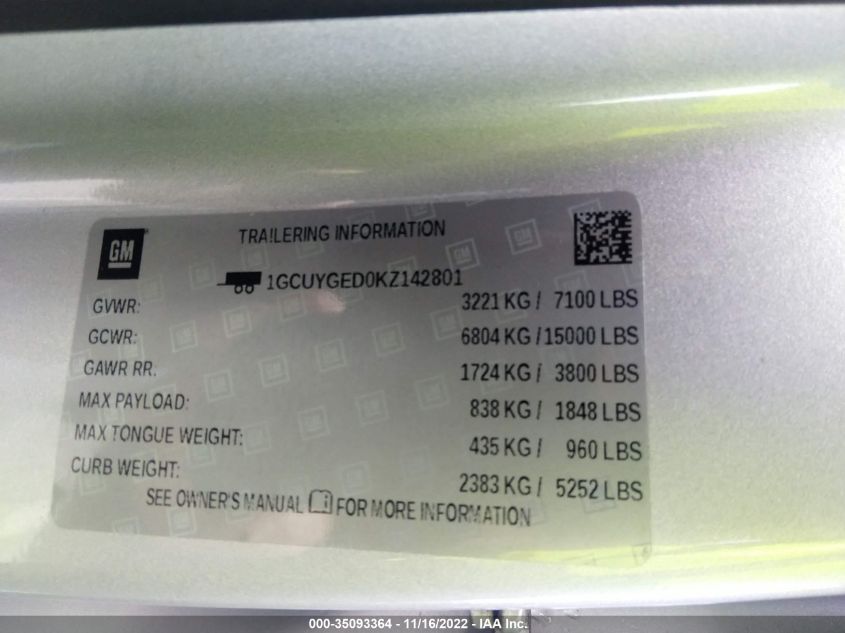 GM
TRAILERING INFORMATION
1GCUYGED0KZ142801
GVWR: 3221 KG / 7100 LBS
GCWR: 6804 KG / 15000 LBS
GAWR RR: 1724 KG / 3800 LBS
MAX PAYLOAD: 838 KG / 1848 LBS
MAX TONGUE WEIGHT: 435 KG / 960 LBS
CURB WEIGHT: 2383 KG / 5252 LBS
SEE OWNER'S MANUAL FOR MORE INFORMATION
000-35093364 - 11/16/2022 - IAA Inc.